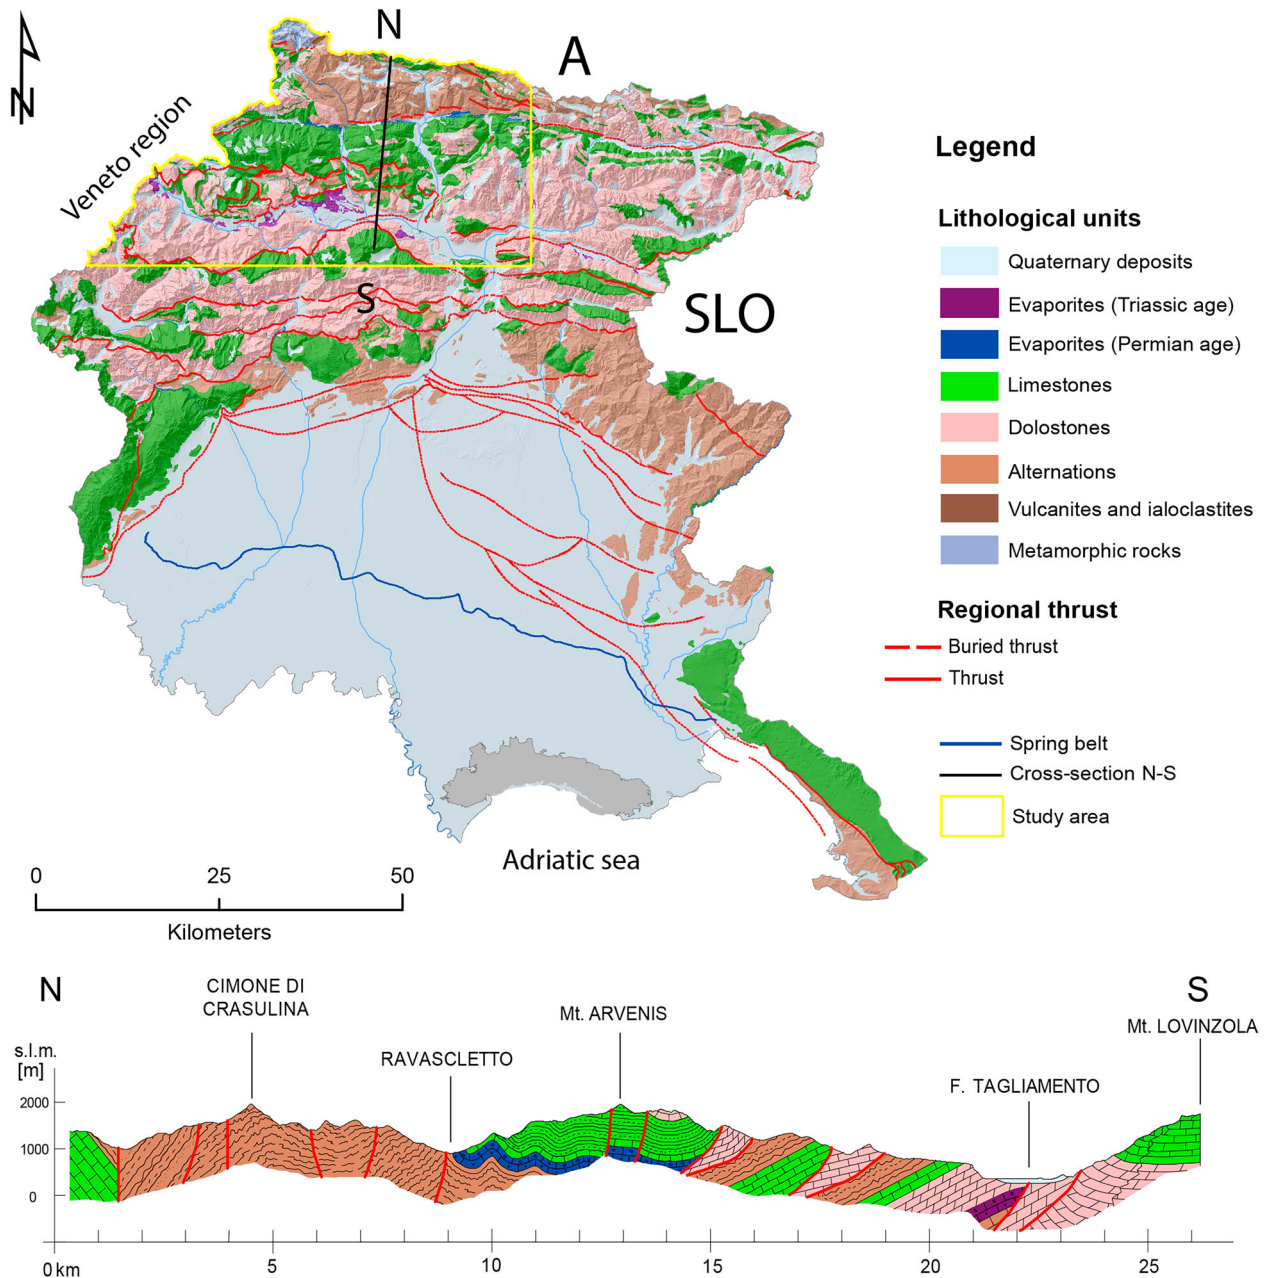 N
A
N
Veneto region
S
SLO
Adriatic sea
0 25 50
Kilometers
Legend
Lithological units
Quaternary deposits
Evaporites (Triassic age)
Evaporites (Permian age)
Limestones
Dolostones
Alternations
Vulcanites and ialoclastites
Metamorphic rocks
Regional thrust
Buried thrust
Thrust
Spring belt
Cross-section N-S
Study area
N
S
CIMONE DI
CRASULINA
RAVASCLETTO
Mt. ARVENIS
F. TAGLIAMENTO
Mt. LOVINZOLA
s.l.m.
[m]
2000
1000
0
0 km 5 10 15 20 25